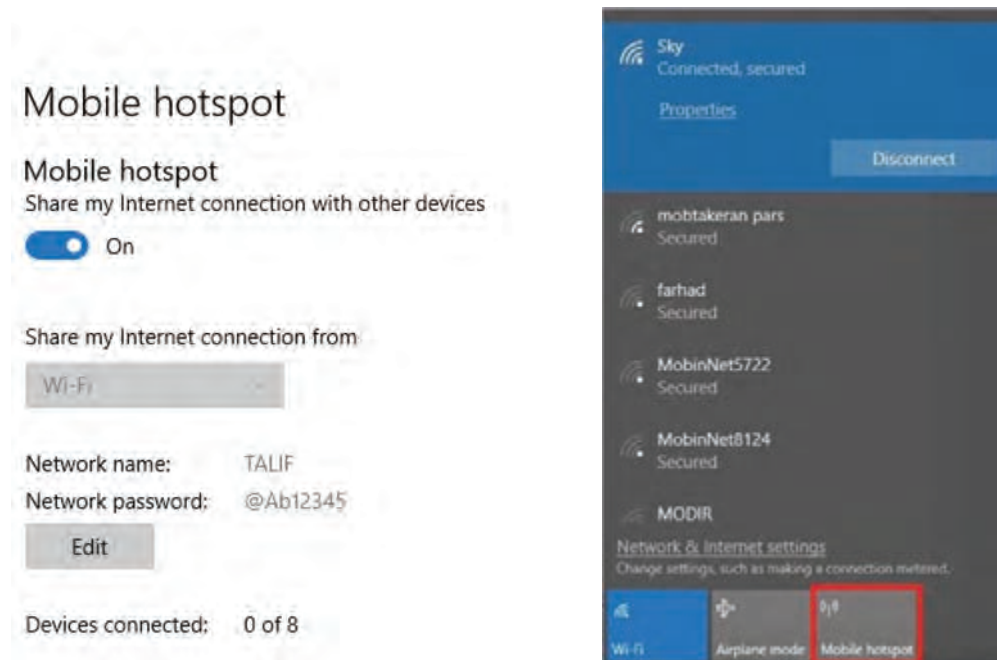 Mobile hotspot
Mobile hotspot
Share my Internet connection with other devices
On
Share my Internet connection from
Wi-Fi
Network name: TALIF
Network password: @Ab12345
Edit
Devices connected: 0 of 8
Sky
Connected, secured
Properties
Disconnect
mobtakeran pars
Secured
farhad
Secured
MobinNet5722
Secured
MobinNet8124
Secured
MODIR
Network & Internet settings
Change settings, such as making a connection metered.
Wi-Fi
Airplane mode
Mobile hotspot